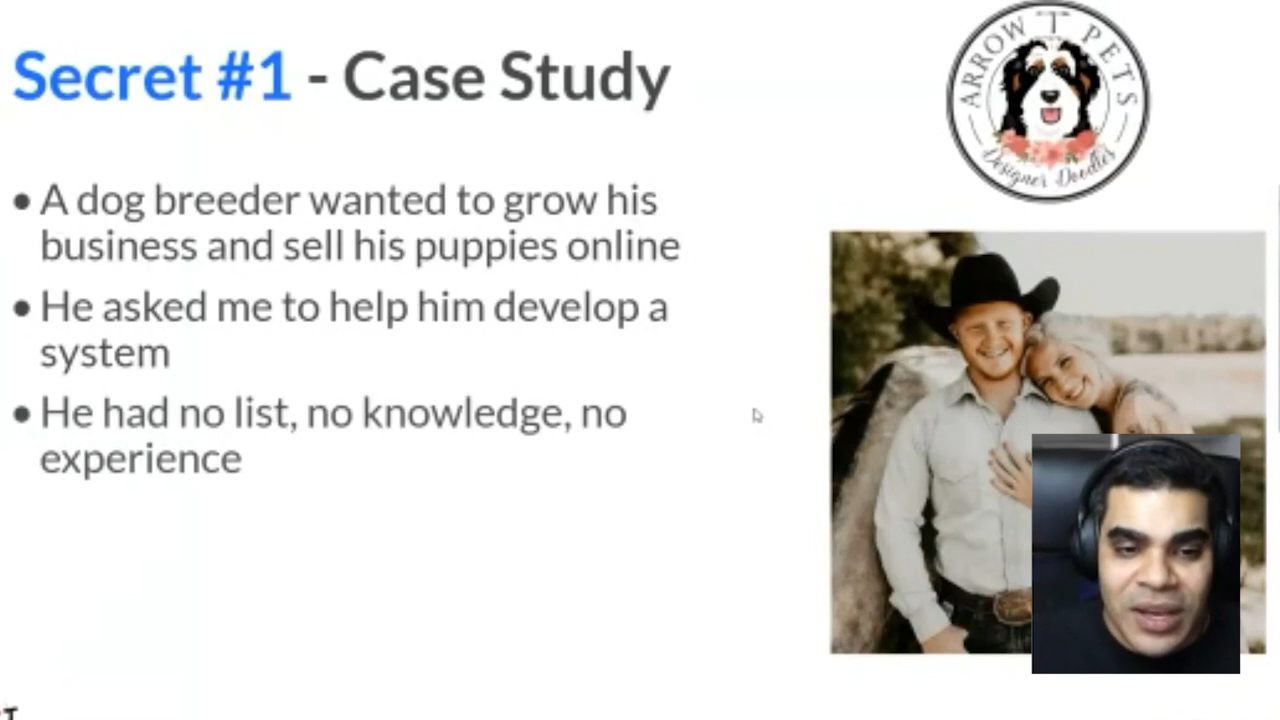 Secret #1 - Case Study
ARROW T PETS
Designer Doodles
• A dog breeder wanted to grow his
business and sell his puppies online
• He asked me to help him develop a
system
• He had no list, no knowledge, no
experience